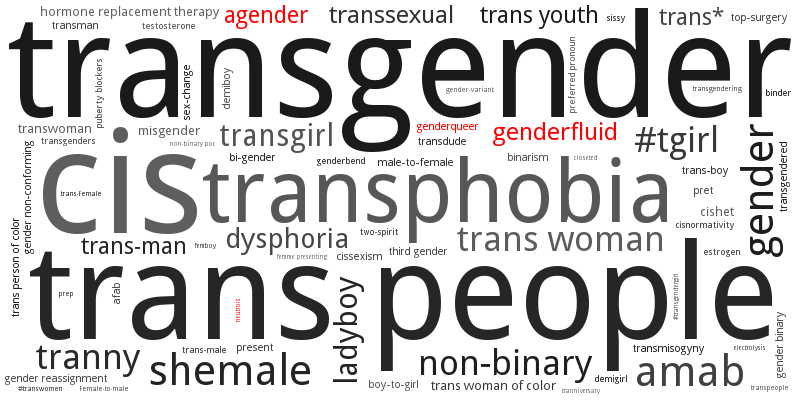 hormone replacement therapy
agender
transsexual
trans youth
sissy
trans*
top-surgery
transman
testosterone
transgender
puberty blockers
sex-change
demiboy
gender-variant
preferred pronoun
transgendering
binder
transwoman
misgender
transgirl
genderqueer
genderfluid
#tgirl
transgenders
non-binary poc
transdude
gender
transgendered
cis
bi-gender
genderbend
male-to-female
binarism
closeted
transphobia
trans-boy
gender non-conforming
trans-Female
pret
cishet
cisnormativity
trans person of color
trans-man
femboy
dysphoria
two-spirit
third gender
trans woman
femme presenting
cissexism
estrogen
trans people
prep
afab
neutrois
ladyboy
#transgendergirl
gender binary
tranny
trans-male
present
shemale
non-binary
transmisogyny
electrolysis
gender reassignment
boy-to-girl
trans woman of color
demigirl
amab
#transwomen
Female-to-male
tranniversary
transpeople